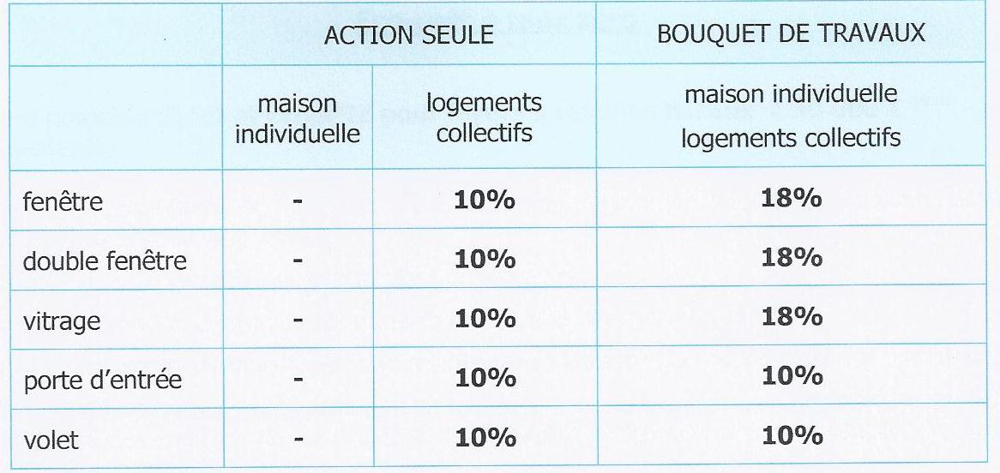 ACTION SEULE
BOUQUET DE TRAVAUX
maison
individuelle
logements
collectifs
maison individuelle
logements collectifs
fenêtre - 10% 18%
double fenêtre - 10% 18%
vitrage - 10% 18%
porte d'entrée - 10% 10%
volet - 10% 10%